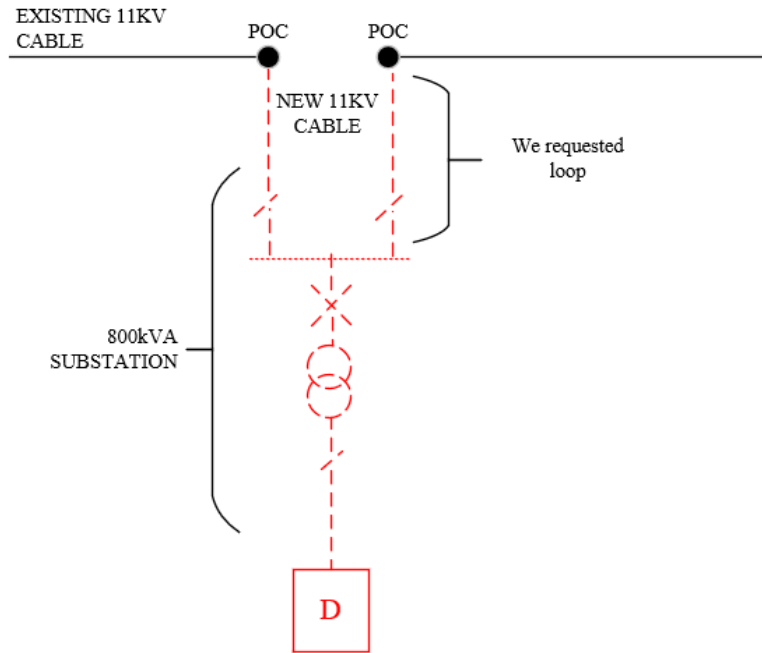 EXISTING 11KV
CABLE
POC
POC
NEW 11KV
CABLE
We requested
loop
800kVA
SUBSTATION
D